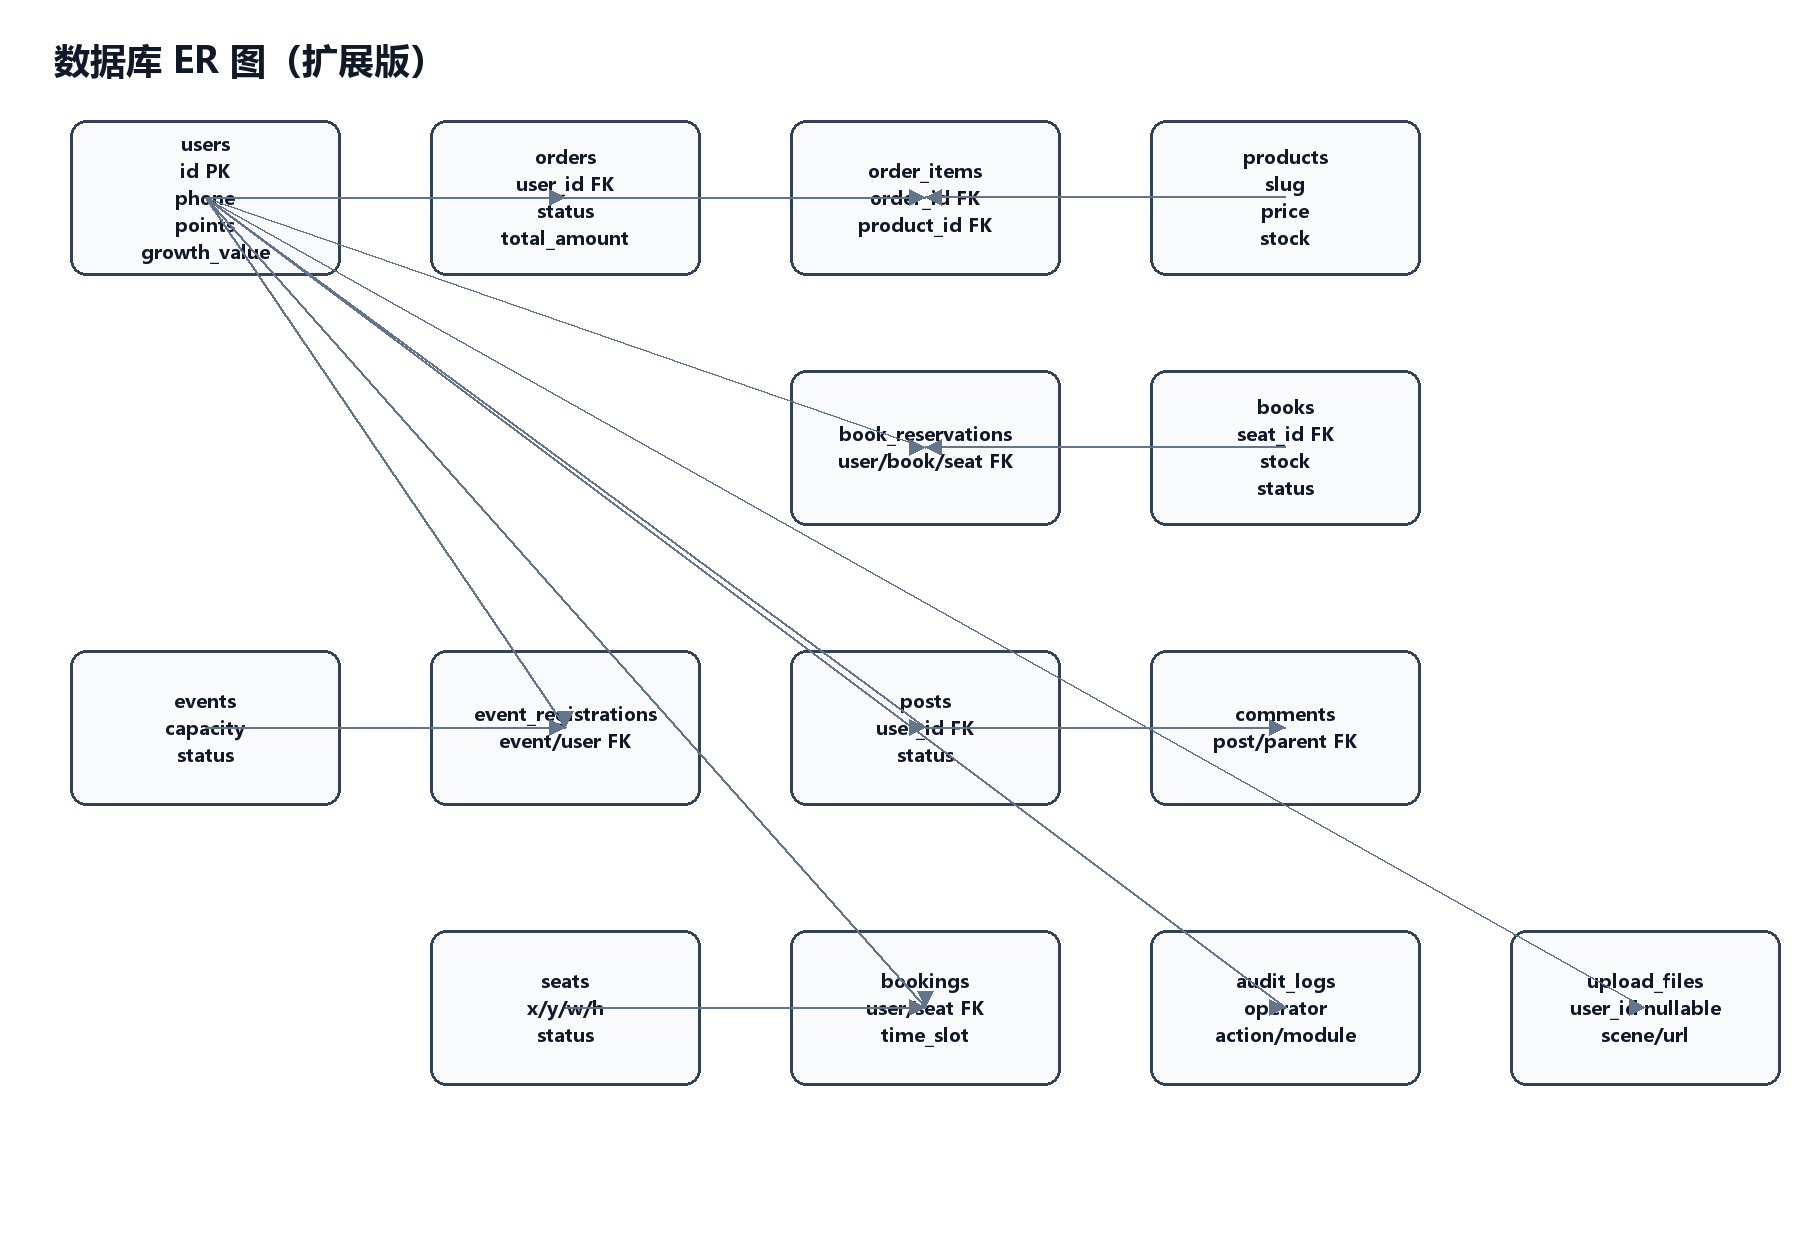 数据库 ER 图（扩展版）
users
id PK
phone
points
growth_value
orders
user_id FK
status
total_amount
order_items
order_id FK
product_id FK
products
slug
price
stock
book_reservations
user/book/seat FK
books
seat_id FK
stock
status
events
capacity
status
event_registrations
event/user FK
posts
user_id FK
status
comments
post/parent FK
seats
x/y/w/h
status
bookings
user/seat FK
time_slot
audit_logs
operator
action/module
upload_files
user_id nullable
scene/url